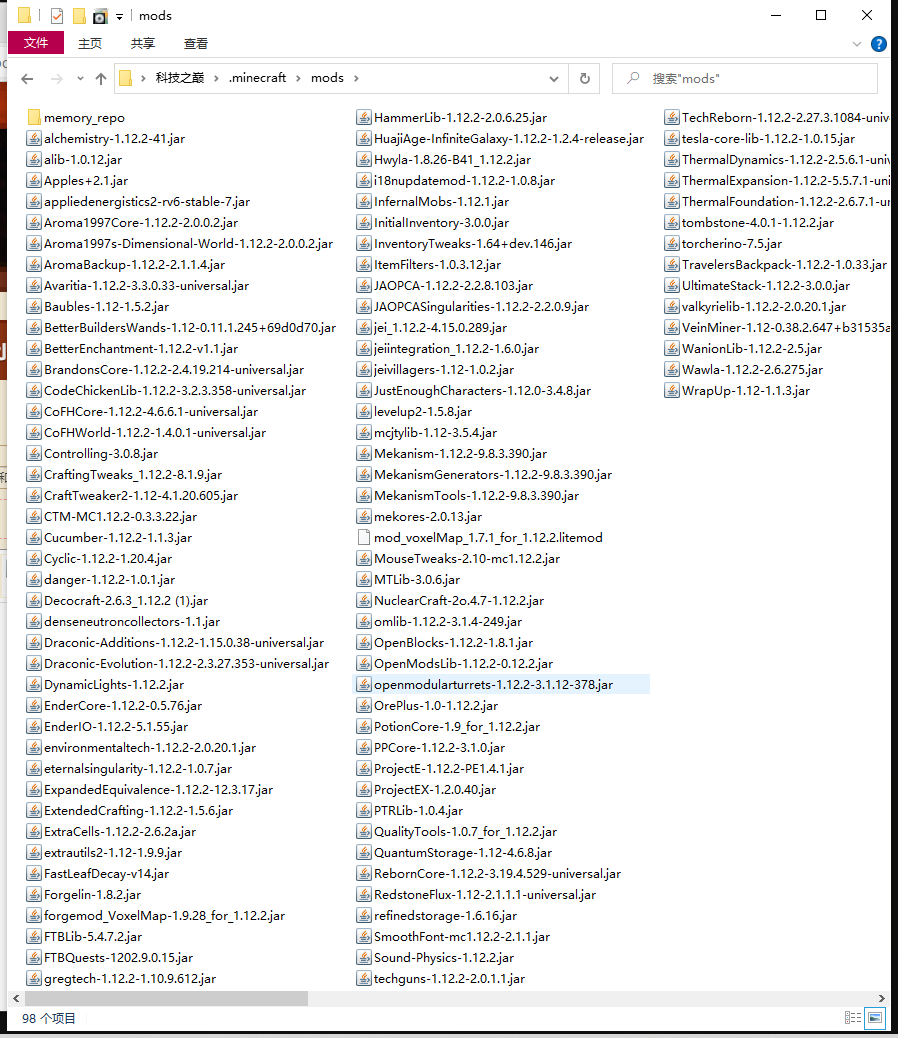 mods
文件 主页 共享 查看
科技之巅 .minecraft mods 搜索"mods"
memory_repo
alchemistry-1.12.2-41.jar
alib-1.0.12.jar
Apples+2.1.jar
appliedenergistics2-rv6-stable-7.jar
Aroma1997Core-1.12.2-2.0.0.2.jar
Aroma1997s-Dimensional-World-1.12.2-2.0.0.2.jar
AromaBackup-1.12.2-2.1.1.4.jar
Avaritia-1.12.2-3.3.0.33-universal.jar
Baubles-1.12-1.5.2.jar
BetterBuildersWands-1.12-0.11.1.245+69d0d70.jar
BetterEnchantment-1.12.2-v1.1.jar
BrandonsCore-1.12.2-2.4.19.214-universal.jar
CodeChickenLib-1.12.2-3.2.3.358-universal.jar
CoFHCore-1.12.2-4.6.6.1-universal.jar
CoFHWorld-1.12.2-1.4.0.1-universal.jar
Controlling-3.0.8.jar
CraftingTweaks_1.12.2-8.1.9.jar
CraftTweaker2-1.12-4.1.20.605.jar
CTM-MC1.12.2-0.3.3.22.jar
Cucumber-1.12.2-1.1.3.jar
Cyclic-1.12.2-1.20.4.jar
danger-1.12.2-1.0.1.jar
Decocraft-2.6.3_1.12.2 (1).jar
denseneutroncollectors-1.1.jar
Draconic-Additions-1.12.2-1.15.0.38-universal.jar
Draconic-Evolution-1.12.2-2.3.27.353-universal.jar
DynamicLights-1.12.2.jar
EnderCore-1.12.2-0.5.76.jar
EnderIO-1.12.2-5.1.55.jar
environmentaltech-1.12.2-2.0.20.1.jar
eternalsingularity-1.12.2-1.0.7.jar
ExpandedEquivalence-1.12.2-12.3.17.jar
ExtendedCrafting-1.12.2-1.5.6.jar
ExtraCells-1.12.2-2.6.2a.jar
extrautils2-1.12-1.9.9.jar
FastLeafDecay-v14.jar
Forgelin-1.8.2.jar
forgemod_VoxelMap-1.9.28_for_1.12.2.jar
FTBLib-5.4.7.2.jar
FTBQuests-1202.9.0.15.jar
gregtech-1.12.2-1.10.9.612.jar
HammerLib-1.12.2-2.0.6.25.jar
HuajiAge-InfiniteGalaxy-1.12.2-1.2.4-release.jar
Hwyla-1.8.26-B41_1.12.2.jar
i18nupdatemod-1.12.2-1.0.8.jar
InfernalMobs-1.12.1.jar
InitialInventory-3.0.0.jar
InventoryTweaks-1.64+dev.146.jar
ItemFilters-1.0.3.12.jar
JAOPCA-1.12.2-2.2.8.103.jar
JAOPCASingularities-1.12.2-2.2.0.9.jar
jei_1.12.2-4.15.0.289.jar
jeiintegration_1.12.2-1.6.0.jar
jeivillagers-1.12-1.0.2.jar
JustEnoughCharacters-1.12.0-3.4.8.jar
levelup2-1.5.8.jar
mcjtylib-1.12-3.5.4.jar
Mekanism-1.12.2-9.8.3.390.jar
MekanismGenerators-1.12.2-9.8.3.390.jar
MekanismTools-1.12.2-9.8.3.390.jar
mekores-2.0.13.jar
mod_voxelMap_1.7.1_for_1.12.2.litemod
MouseTweaks-2.10-mc1.12.2.jar
MTLib-3.0.6.jar
NuclearCraft-2o.4.7-1.12.2.jar
omlib-1.12.2-3.1.4-249.jar
OpenBlocks-1.12.2-1.8.1.jar
OpenModsLib-1.12.2-0.12.2.jar
openmodularturrets-1.12.2-3.1.12-378.jar
OrePlus-1.0-1.12.2.jar
PotionCore-1.9_for_1.12.2.jar
PPCore-1.12.2-3.1.0.jar
ProjectE-1.12.2-PE1.4.1.jar
ProjectEX-1.2.0.40.jar
PTRLib-1.0.4.jar
QualityTools-1.0.7_for_1.12.2.jar
QuantumStorage-1.12-4.6.8.jar
RebornCore-1.12.2-3.19.4.529-universal.jar
RedstoneFlux-1.12-2.1.1.1-universal.jar
refinedstorage-1.6.16.jar
SmoothFont-mc1.12.2-2.1.1.jar
Sound-Physics-1.12.2.jar
techguns-1.12.2-2.0.1.1.jar
TechReborn-1.12.2-2.27.3.1084-univ
tesla-core-lib-1.12.2-1.0.15.jar
ThermalDynamics-1.12.2-2.5.6.1-univ
ThermalExpansion-1.12.2-5.5.7.1-uni
ThermalFoundation-1.12.2-2.6.7.1-u
tombstone-4.0.1-1.12.2.jar
torcherino-7.5.jar
TravelersBackpack-1.12.2-1.0.33.jar
UltimateStack-1.12.2-3.0.0.jar
valkyrielib-1.12.2-2.0.20.1.jar
VeinMiner-1.12-0.38.2.647+b31535a
WanionLib-1.12.2-2.5.jar
Wawla-1.12.2-2.6.275.jar
WrapUp-1.12-1.1.3.jar
98 个项目